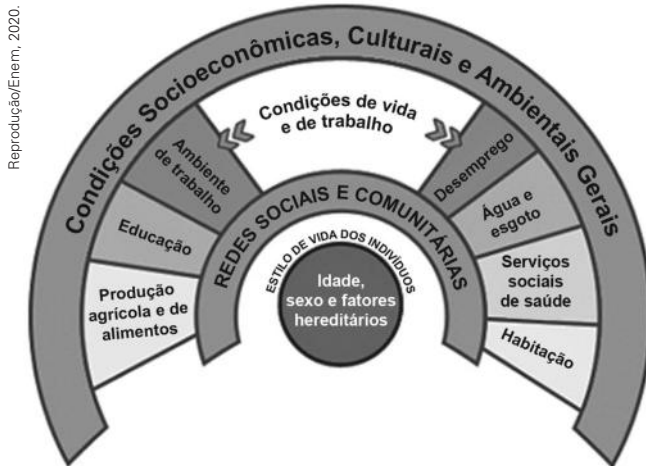 Reprodução/Enem, 2020.
Condições Socioeconômicas, Culturais e Ambientais Gerais
Condições de vida
e de trabalho
Ambiente
de trabalho
Educação
Produção
agrícola e de
alimentos
Desemprego
Água e
esgoto
Serviços
sociais
de saúde
Habitação
REDES SOCIAIS E COMUNITÁRIAS
ESTILO DE VIDA DOS INDIVÍDUOS
Idade,
sexo e fatores
hereditários